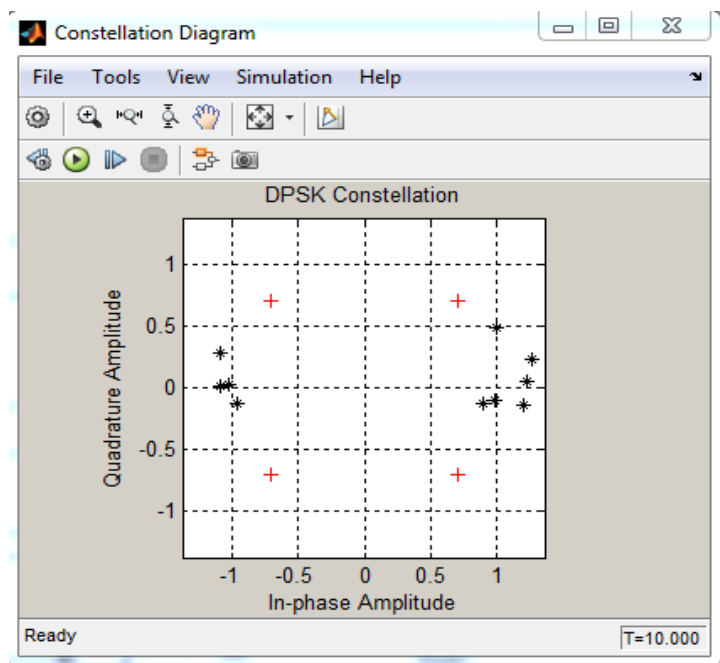 Constellation Diagram
File Tools View Simulation Help
DPSK Constellation
1
0.5
0
-0.5
-1
Quadrature Amplitude
-1 -0.5 0 0.5 1
In-phase Amplitude
Ready T=10.000